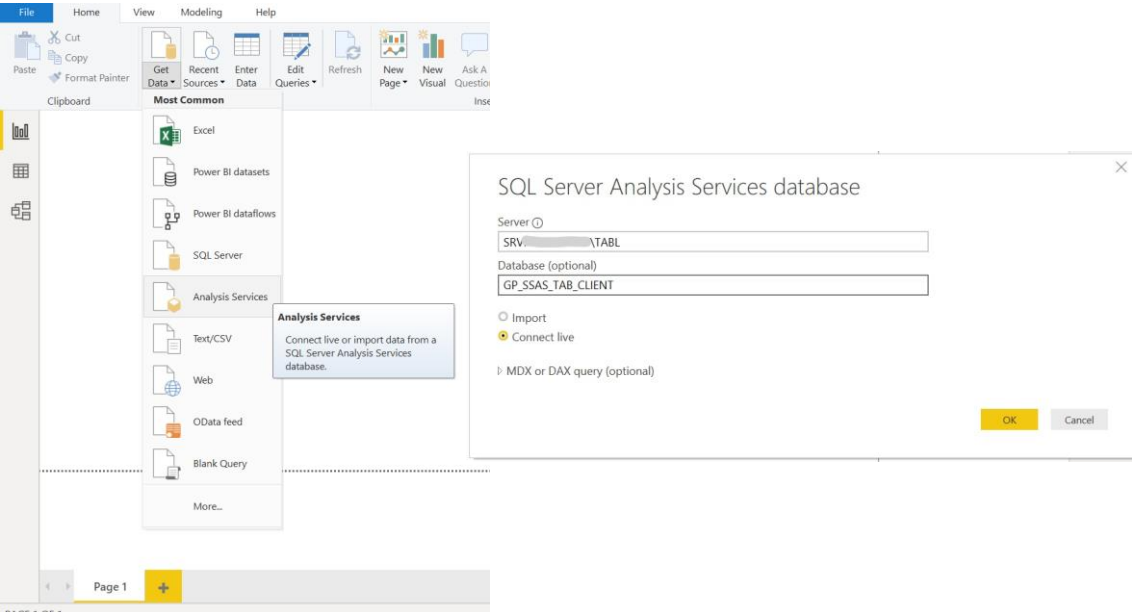 File Home View Modeling Help
Cut
Copy
Format Painter
Paste
Clipboard
Get Data
Recent Sources
Enter Data
Edit Queries
Refresh
New Page
New Visual
Ask A
Inse
Most Common
Excel
Power BI datasets
Power BI dataflows
SQL Server
Analysis Services
Analysis Services
Connect live or import data from a
SQL Server Analysis Services
database.
Text/CSV
Web
OData feed
Blank Query
More...
Page 1
SQL Server Analysis Services database
Server
SRV \TABL
Database (optional)
GP_SSAS_TAB_CLIENT
Import
Connect live
MDX or DAX query (optional)
OK Cancel